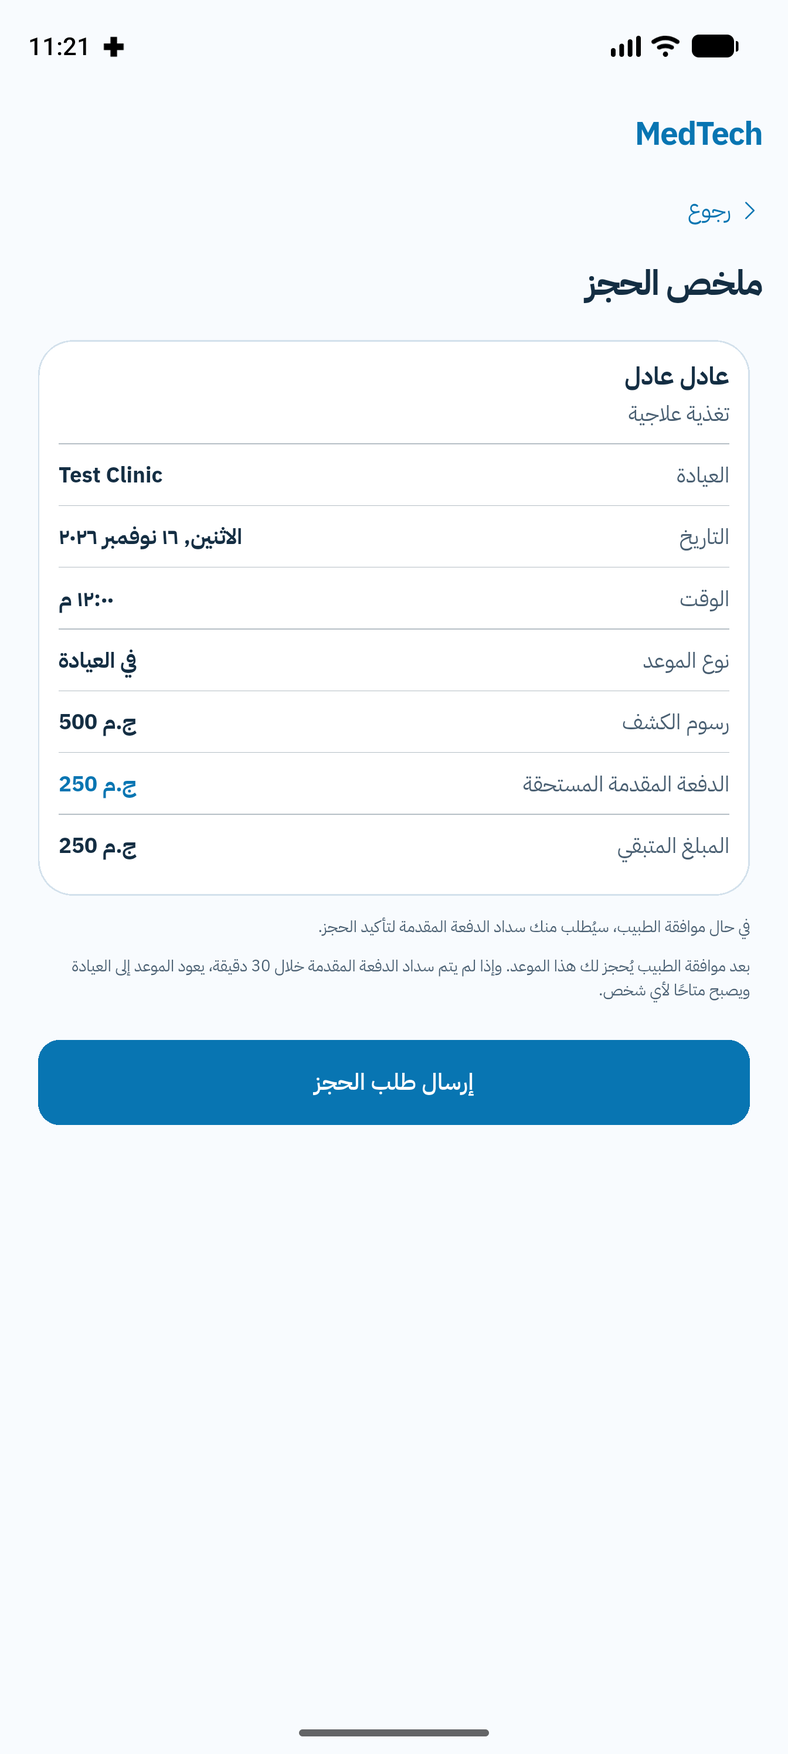 11:21
MedTech
رجوع
ملخص الحجز
عادل عادل
تغذية علاجية
العيادة Test Clinic
التاريخ الاثنين, ١٦ نوفمبر ٢٠٢٦
الوقت ١٢:٠٠ م
نوع الموعد في العيادة
رسوم الكشف ج.م 500
الدفعة المقدمة المستحقة ج.م 250
المبلغ المتبقي ج.م 250
في حال موافقة الطبيب، سيُطلب منك سداد الدفعة المقدمة لتأكيد الحجز.
بعد موافقة الطبيب يُحجز لك هذا الموعد. وإذا لم يتم سداد الدفعة المقدمة خلال 30 دقيقة، يعود الموعد إلى العيادة
ويصبح متاحًا لأي شخص.
إرسال طلب الحجز